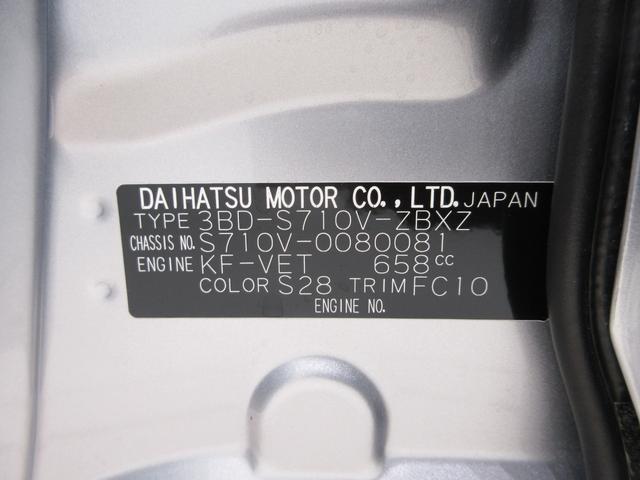 DAIHATSU MOTOR CO.,LTD. JAPAN
TYPE 3BD-S710V-ZBXZ
CHASSIS NO. S710V-0080081
ENGINE KF-VET 658cc
COLOR S28 TRIM FC10
ENGINE NO.